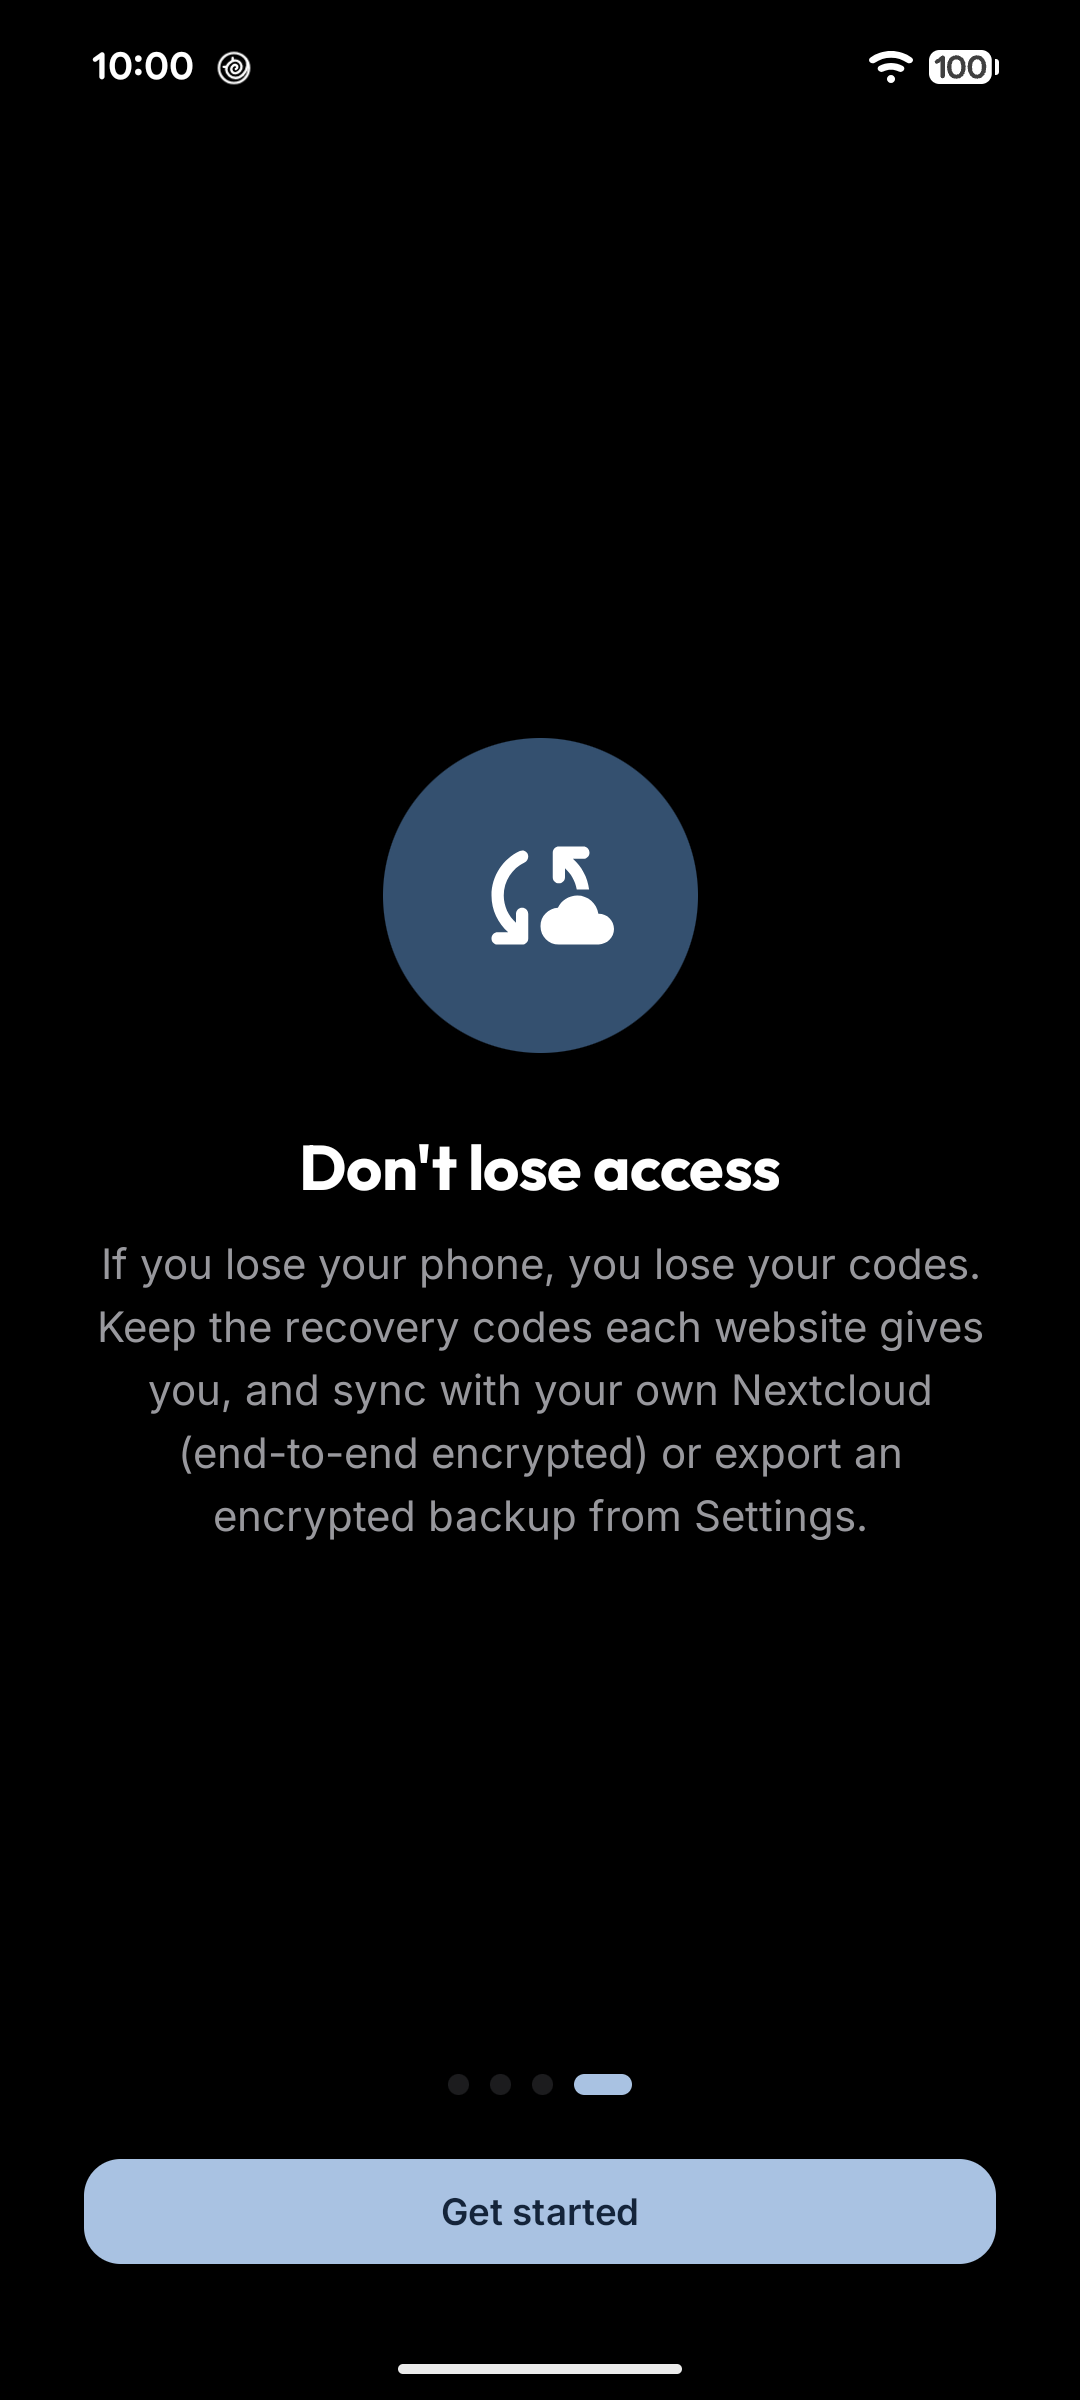 10:00
100
Don't lose access
If you lose your phone, you lose your codes.
Keep the recovery codes each website gives
you, and sync with your own Nextcloud
(end-to-end encrypted) or export an
encrypted backup from Settings.
Get started